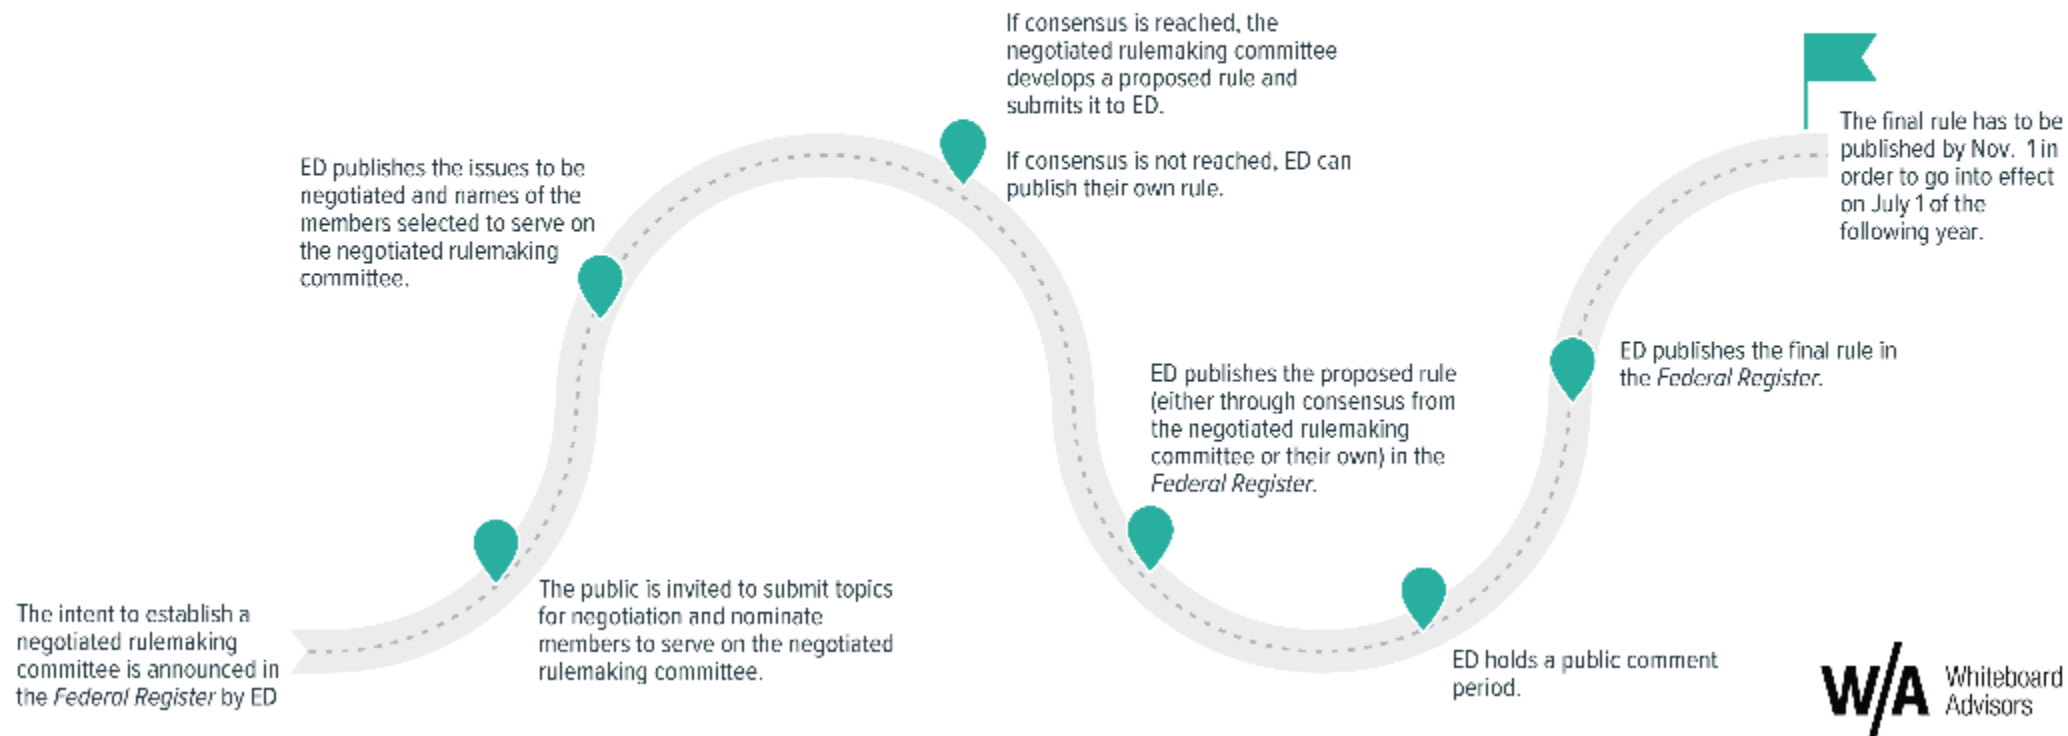 The intent to establish a
negotiated rulemaking
committee is announced in
the Federal Register by ED
The public is invited to submit topics
for negotiation and nominate
members to serve on the negotiated
rulemaking committee.
ED publishes the issues to be
negotiated and names of the
members selected to serve on
the negotiated rulemaking
committee.
If consensus is reached, the
negotiated rulemaking committee
develops a proposed rule and
submits it to ED.
If consensus is not reached, ED can
publish their own rule.
ED publishes the proposed rule
(either through consensus from
the negotiated rulemaking
committee or their own) in the
Federal Register.
ED holds a public comment
period.
ED publishes the final rule in
the Federal Register.
The final rule has to be
published by Nov. 1 in
order to go into effect
on July 1 of the
following year.
W/A
Whiteboard
Advisors